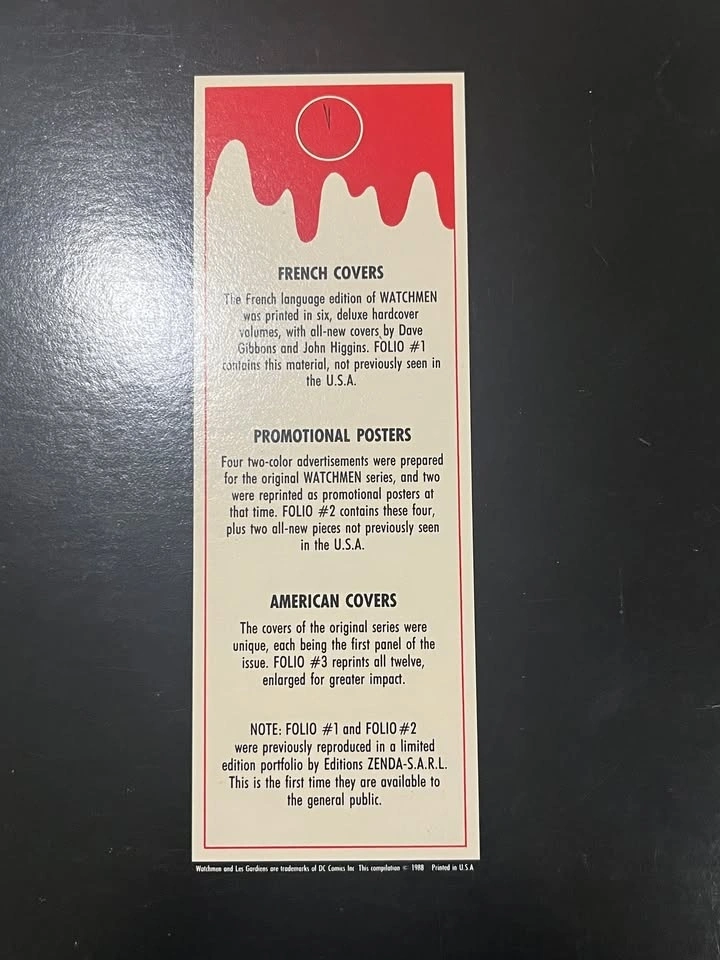 FRENCH COVERS
The French language edition of WATCHMEN
was printed in six, deluxe hardcover
volumes, with all-new covers by Dave
Gibbons and John Higgins. FOLIO #1
contains this material, not previously seen in
the U.S.A.
PROMOTIONAL POSTERS
Four two-color advertisements were prepared
for the original WATCHMEN series, and two
were reprinted as promotional posters at
that time. FOLIO #2 contains these four,
plus two all-new pieces not previously seen
in the U.S.A.
AMERICAN COVERS
The covers of the original series were
unique, each being the first panel of the
issue. FOLIO #3 reprints all twelve,
enlarged for greater impact.
NOTE: FOLIO #1 and FOLIO #2
were previously reproduced in a limited
edition portfolio by Editions ZENDA-S.A.R.L.
This is the first time they are available to
the general public.
Watchmen and Les Gardiens are trademarks of DC Comics Inc This compilation © 1988 Printed in U.S.A